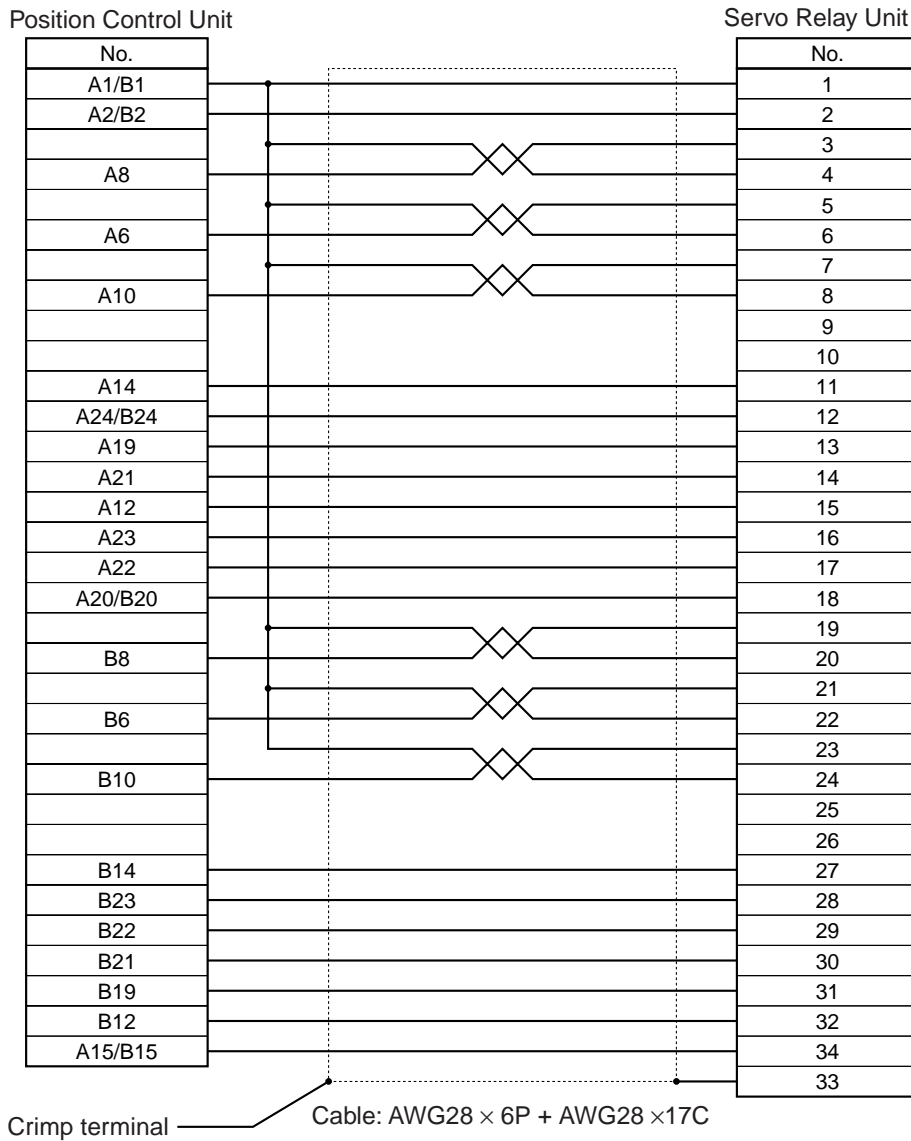 Position Control Unit Servo Relay Unit
No. No.
A1/B1 1
A2/B2 2
3
A8 4
5
A6 6
7
A10 8
9
10
A14 11
A24/B24 12
A19 13
A21 14
A12 15
A23 16
A22 17
A20/B20 18
19
B8 20
21
B6 22
23
B10 24
25
26
B14 27
B23 28
B22 29
B21 30
B19 31
B12 32
A15/B15 34
33
Crimp terminal Cable: AWG28 × 6P + AWG28 ×17C